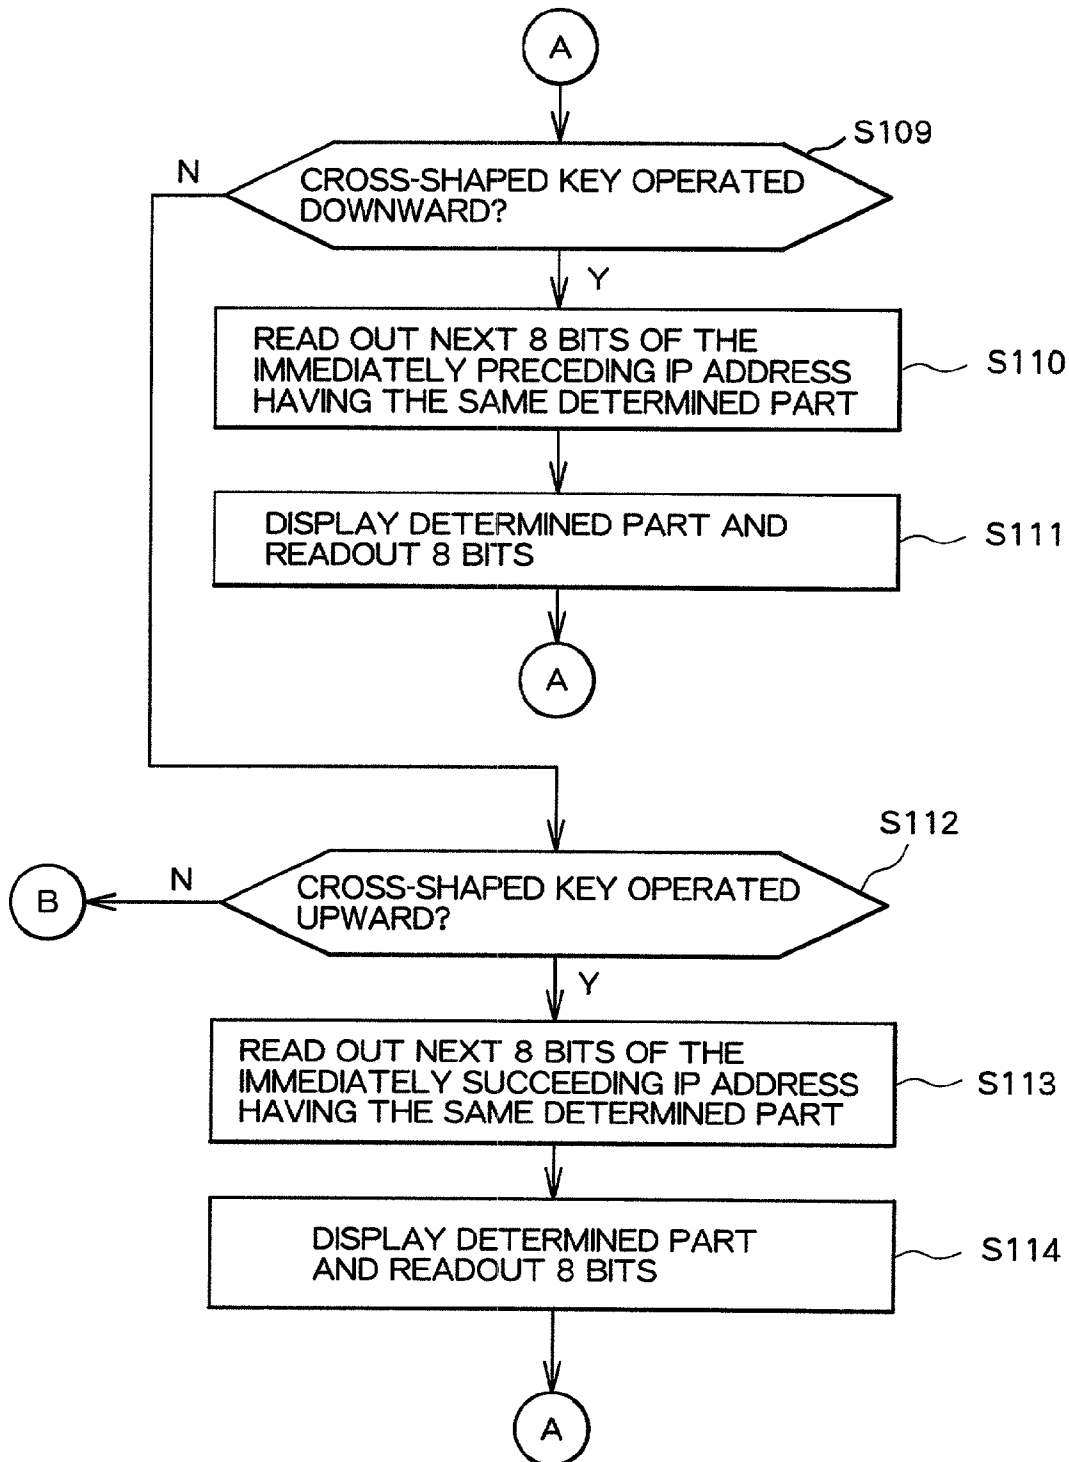 A
S109
N
CROSS-SHAPED KEY OPERATED
DOWNWARD?
Y
READ OUT NEXT 8 BITS OF THE
IMMEDIATELY PRECEDING IP ADDRESS
HAVING THE SAME DETERMINED PART
S110
DISPLAY DETERMINED PART AND
READOUT 8 BITS
S111
A
S112
B
N
CROSS-SHAPED KEY OPERATED
UPWARD?
Y
READ OUT NEXT 8 BITS OF THE
IMMEDIATELY SUCCEEDING IP ADDRESS
HAVING THE SAME DETERMINED PART
S113
DISPLAY DETERMINED PART
AND READOUT 8 BITS
S114
A